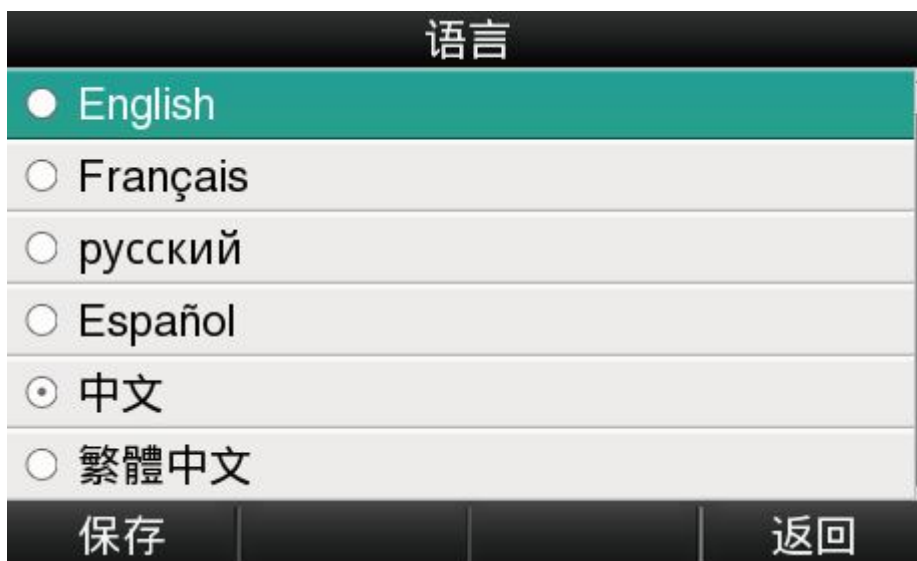 语言
English
Français
русский
Español
中文
繁體中文
保存 返回